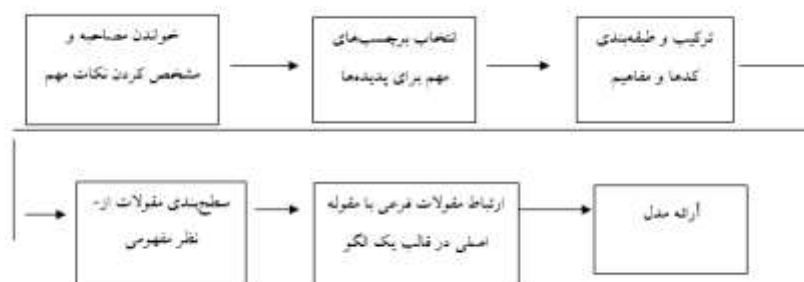 خواندن مصاحبه و
مشخص کردن نکات مهم
انتخاب برچسب‌های
مهم برای پدیده‌ها
ترکیب و طبقه‌بندی
کدها و مفاهیم
سطح‌بندی مقولات از-
نظر مفهومی
ارتباط مقولات فرعی با مقوله
اصلی در قالب یک الگو
أرائه مدل